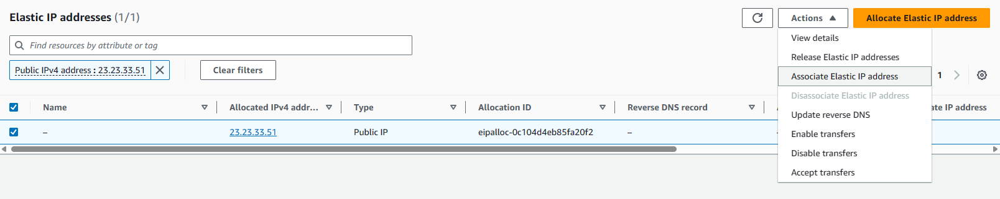 Elastic IP addresses (1/1)
Actions
Allocate Elastic IP address
Find resources by attribute or tag
Public IPv4 address : 23.23.33.51
Clear filters
View details
Release Elastic IP addresses
Associate Elastic IP address
1
Disassociate Elastic IP address
Update reverse DNS
Enable transfers
Disable transfers
Accept transfers
Name
Allocated IPv4 addr...
Type
Allocation ID
Reverse DNS record
ate IP address
–
23.23.33.51
Public IP
eipalloc-0c104d4eb85fa20f2
–